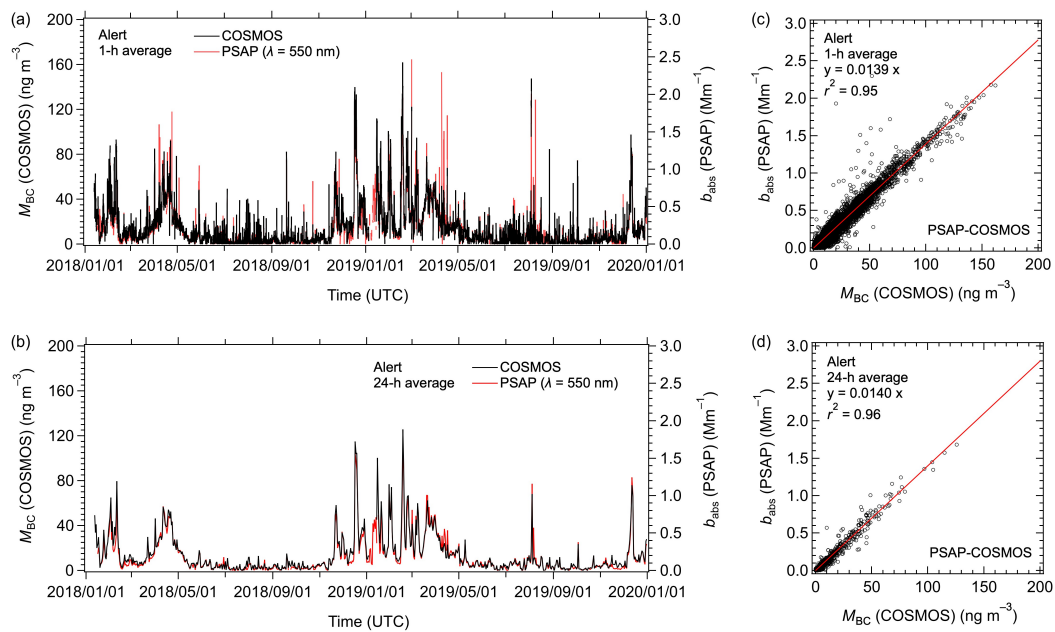 (a)
Alert
1-h average
COSMOS
PSAP (λ = 550 nm)
M_BC (COSMOS) (ng m⁻³)
200
160
120
80
40
0
3.0
2.5
2.0
1.5
1.0
0.5
0.0
b_abs (PSAP) (Mm⁻¹)
2018/01/01
2018/05/01
2018/09/01
2019/01/01
2019/05/01
2019/09/01
2020/01/01
Time (UTC)
(c)
Alert
1-h average
y = 0.0139 x
r² = 0.95
PSAP-COSMOS
b_abs (PSAP) (Mm⁻¹)
3.0
2.5
2.0
1.5
1.0
0.5
0.0
0
50
100
150
200
M_BC (COSMOS) (ng m⁻³)
(b)
Alert
24-h average
COSMOS
PSAP (λ = 550 nm)
M_BC (COSMOS) (ng m⁻³)
200
160
120
80
40
0
3.0
2.5
2.0
1.5
1.0
0.5
0.0
b_abs (PSAP) (Mm⁻¹)
2018/01/01
2018/05/01
2018/09/01
2019/01/01
2019/05/01
2019/09/01
2020/01/01
Time (UTC)
(d)
Alert
24-h average
y = 0.0140 x
r² = 0.96
PSAP-COSMOS
b_abs (PSAP) (Mm⁻¹)
3.0
2.5
2.0
1.5
1.0
0.5
0.0
0
50
100
150
200
M_BC (COSMOS) (ng m⁻³)